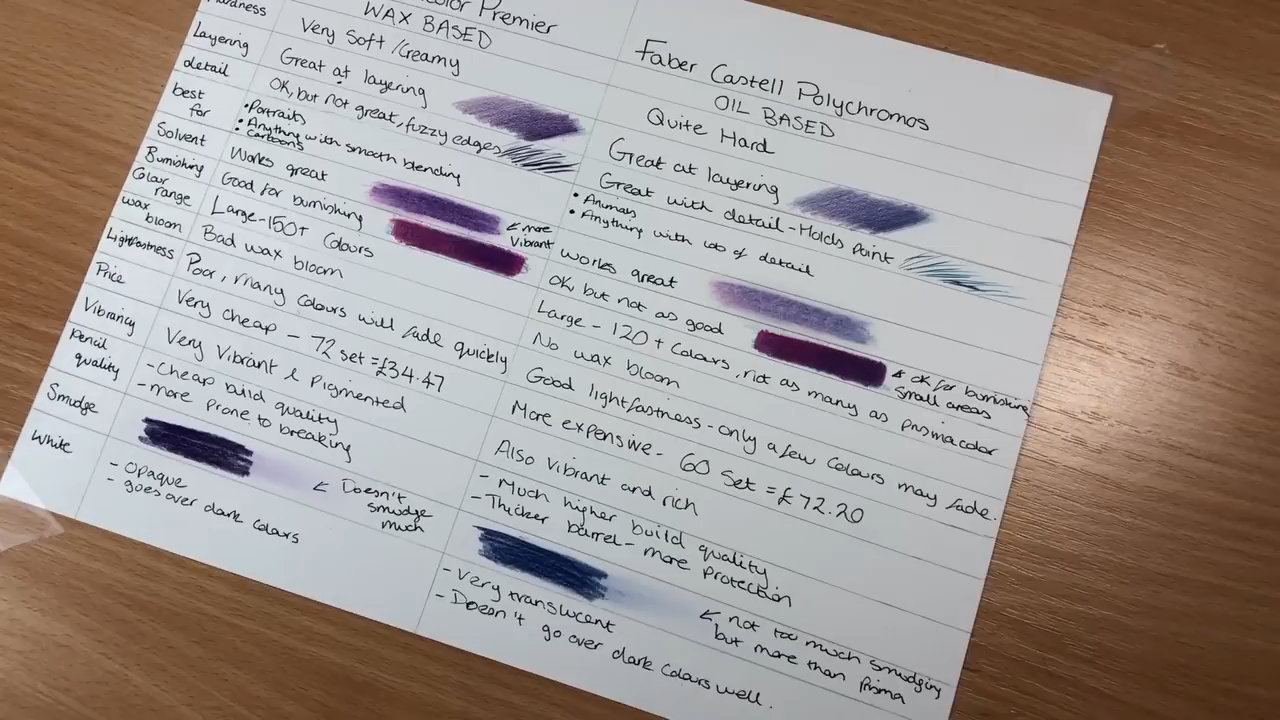 color Premier
WAX BASED
Hardness
Very Soft /Creamy
Layering
Great at layering
detail
OK, but not great, fuzzy edges
best for
•Portraits
•Anything with smooth blending
•Cartoons
Solvent
Works great
← more Vibrant
Burnishing
Good for burnishing
Colour range
Large-150+ Colours
wax bloom
Bad wax bloom
Lightfastness
Poor, many colours will fade quickly
Price
Very cheap - 72 set =£34.47
Vibrancy
Very Vibrant & Pigmented
Pencil quality
-Cheap build quality
-more prone to breaking
Smudge
← Doesn't smudge much
White
- Opaque
- goes over dark colours
Faber Castell Polychromos
OIL BASED
Quite Hard
Great at layering
Great with detail-Holds Point
• Animals
• Anything with lots of detail
works great
OK but not as good
← ok for burnishing small areas
Large - 120 + Colours, not as many as prismacolor
No wax bloom
Good lightfastness-only a few colours may fade.
More expensive- 60 Set =£72.20
Also vibrant and rich
- Much higher build quality
-Thicker barrel-more Protection
← not too much smudging
but more than Prisma
-Very translucent
- Doesn't go over dark colours well.